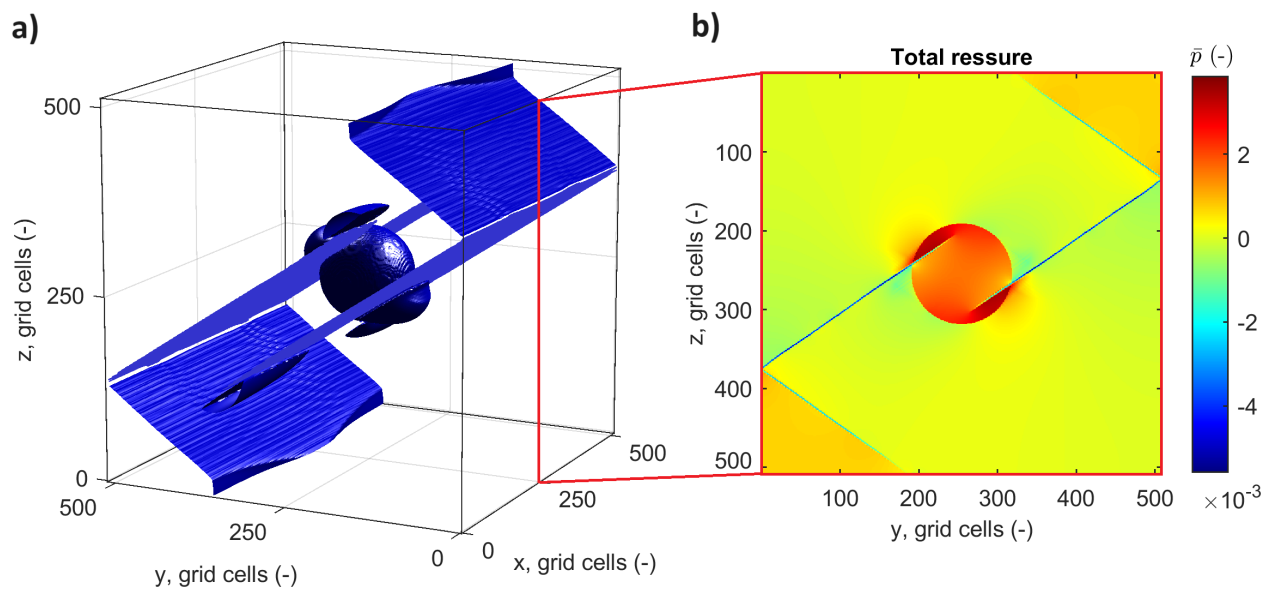 a)
500
250
0
z, grid cells (-)
500
250
0
y, grid cells (-)
0
250
500
x, grid cells (-)
b)
Total ressure
p̄ (-)
100
200
300
400
500
z, grid cells (-)
100 200 300 400 500
y, grid cells (-)
2
0
-2
-4
×10⁻³